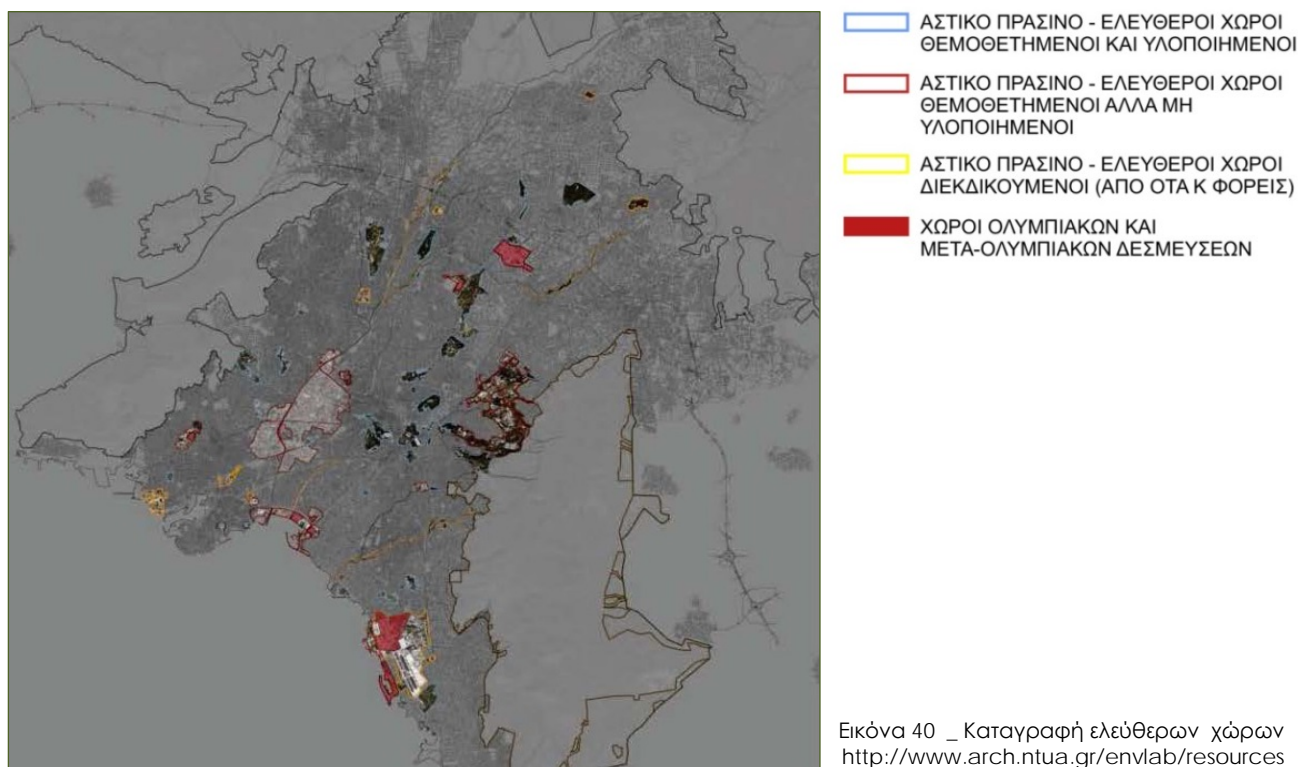 ΑΣΤΙΚΟ ΠΡΑΣΙΝΟ - ΕΛΕΥΘΕΡΟΙ ΧΩΡΟΙ
ΘΕΜΟΘΕΤΗΜΕΝΟΙ ΚΑΙ ΥΛΟΠΟΙΗΜΕΝΟΙ
ΑΣΤΙΚΟ ΠΡΑΣΙΝΟ - ΕΛΕΥΘΕΡΟΙ ΧΩΡΟΙ
ΘΕΜΟΘΕΤΗΜΕΝΟΙ ΑΛΛΑ ΜΗ
ΥΛΟΠΟΙΗΜΕΝΟΙ
ΑΣΤΙΚΟ ΠΡΑΣΙΝΟ - ΕΛΕΥΘΕΡΟΙ ΧΩΡΟΙ
ΔΙΕΚΔΙΚΟΥΜΕΝΟΙ (ΑΠΟ ΟΤΑ Κ ΦΟΡΕΙΣ)
ΧΩΡΟΙ ΟΛΥΜΠΙΑΚΩΝ ΚΑΙ
ΜΕΤΑ-ΟΛΥΜΠΙΑΚΩΝ ΔΕΣΜΕΥΣΕΩΝ
Εικόνα 40 _ Καταγραφή ελεύθερων χώρων
http://www.arch.ntua.gr/envlab/resources